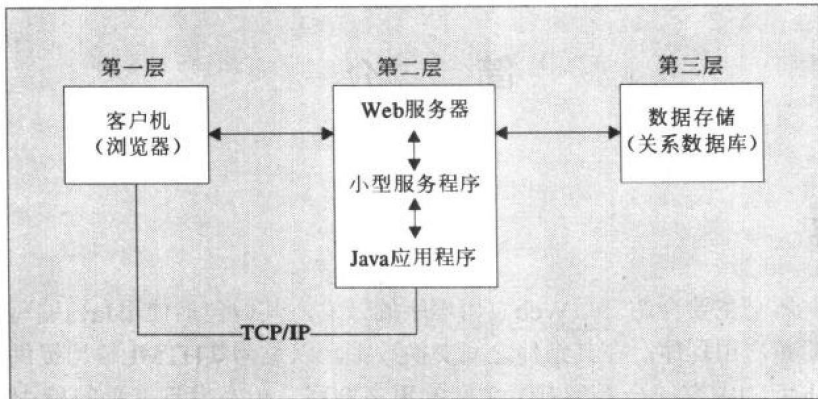 第一层
第二层
第三层
客户机
（浏览器）
Web服务器
小型服务程序
Java应用程序
数据存储
（关系数据库）
TCP/IP